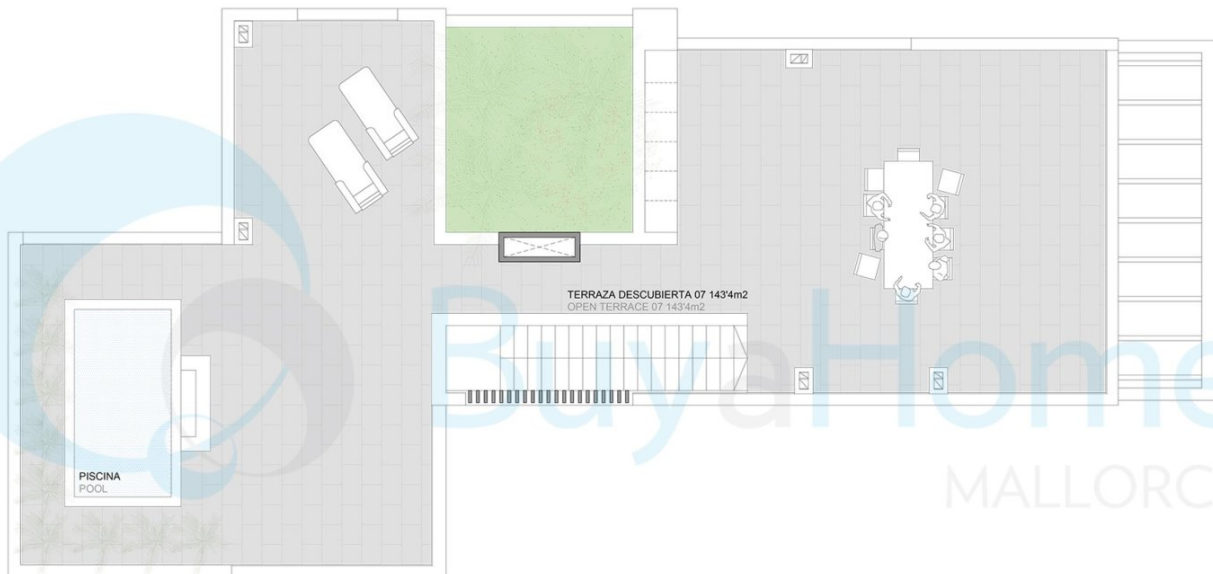 TERRAZA DESCUBIERTA 07 143'4m2
OPEN TERRACE 07 143'4m2
BuyaHome
MALLORC
PISCINA
POOL